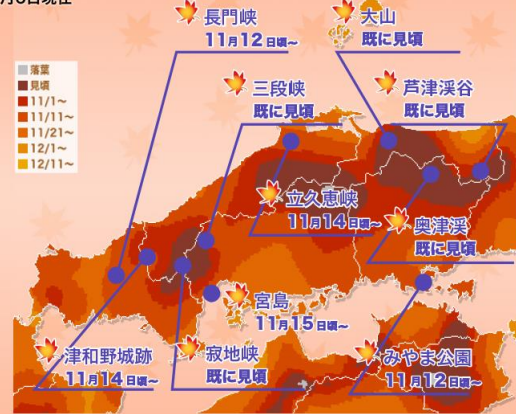 長門峡
11月12日頃~
大山
既に見頃
三段峡
既に見頃
芦津渓谷
既に見頃
落葉
見頃
11/1~
11/11~
11/21~
12/1~
12/11~
立久恵峡
11月14日頃~
奥津渓
既に見頃
宮島
11月15日頃~
津和野城跡
11月14日頃~
寂地峡
既に見頃
みやま公園
11月12日頃~